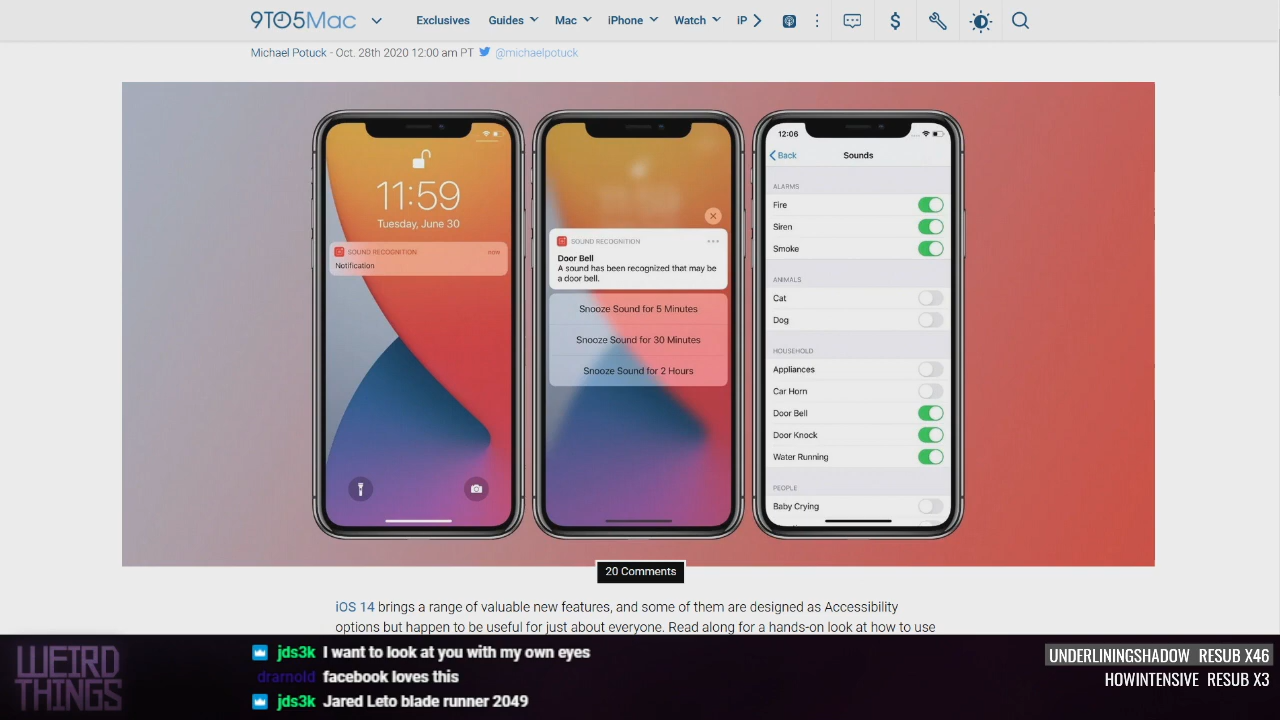 9TO5Mac
Exclusives Guides Mac iPhone Watch iP
Michael Potuck - Oct. 28th 2020 12:00 am PT @michaelpotuck
11:59
Tuesday, June 30
SOUND RECOGNITION now
Notification
SOUND RECOGNITION
Door Bell
A sound has been recognized that may be
a door bell.
Snooze Sound for 5 Minutes
Snooze Sound for 30 Minutes
Snooze Sound for 2 Hours
12:06
Back Sounds
ALARMS
Fire
Siren
Smoke
ANIMALS
Cat
Dog
HOUSEHOLD
Appliances
Car Horn
Door Bell
Door Knock
Water Running
PEOPLE
Baby Crying
20 Comments
iOS 14 brings a range of valuable new features, and some of them are designed as Accessibility
options but happen to be useful for just about everyone. Read along for a hands-on look at how to use
WEIRD
THINGS
jds3k I want to look at you with my own eyes
drarnold facebook loves this
jds3k Jared Leto blade runner 2049
UNDERLININGSHADOW RESUB X46
HOWINTENSIVE RESUB X3